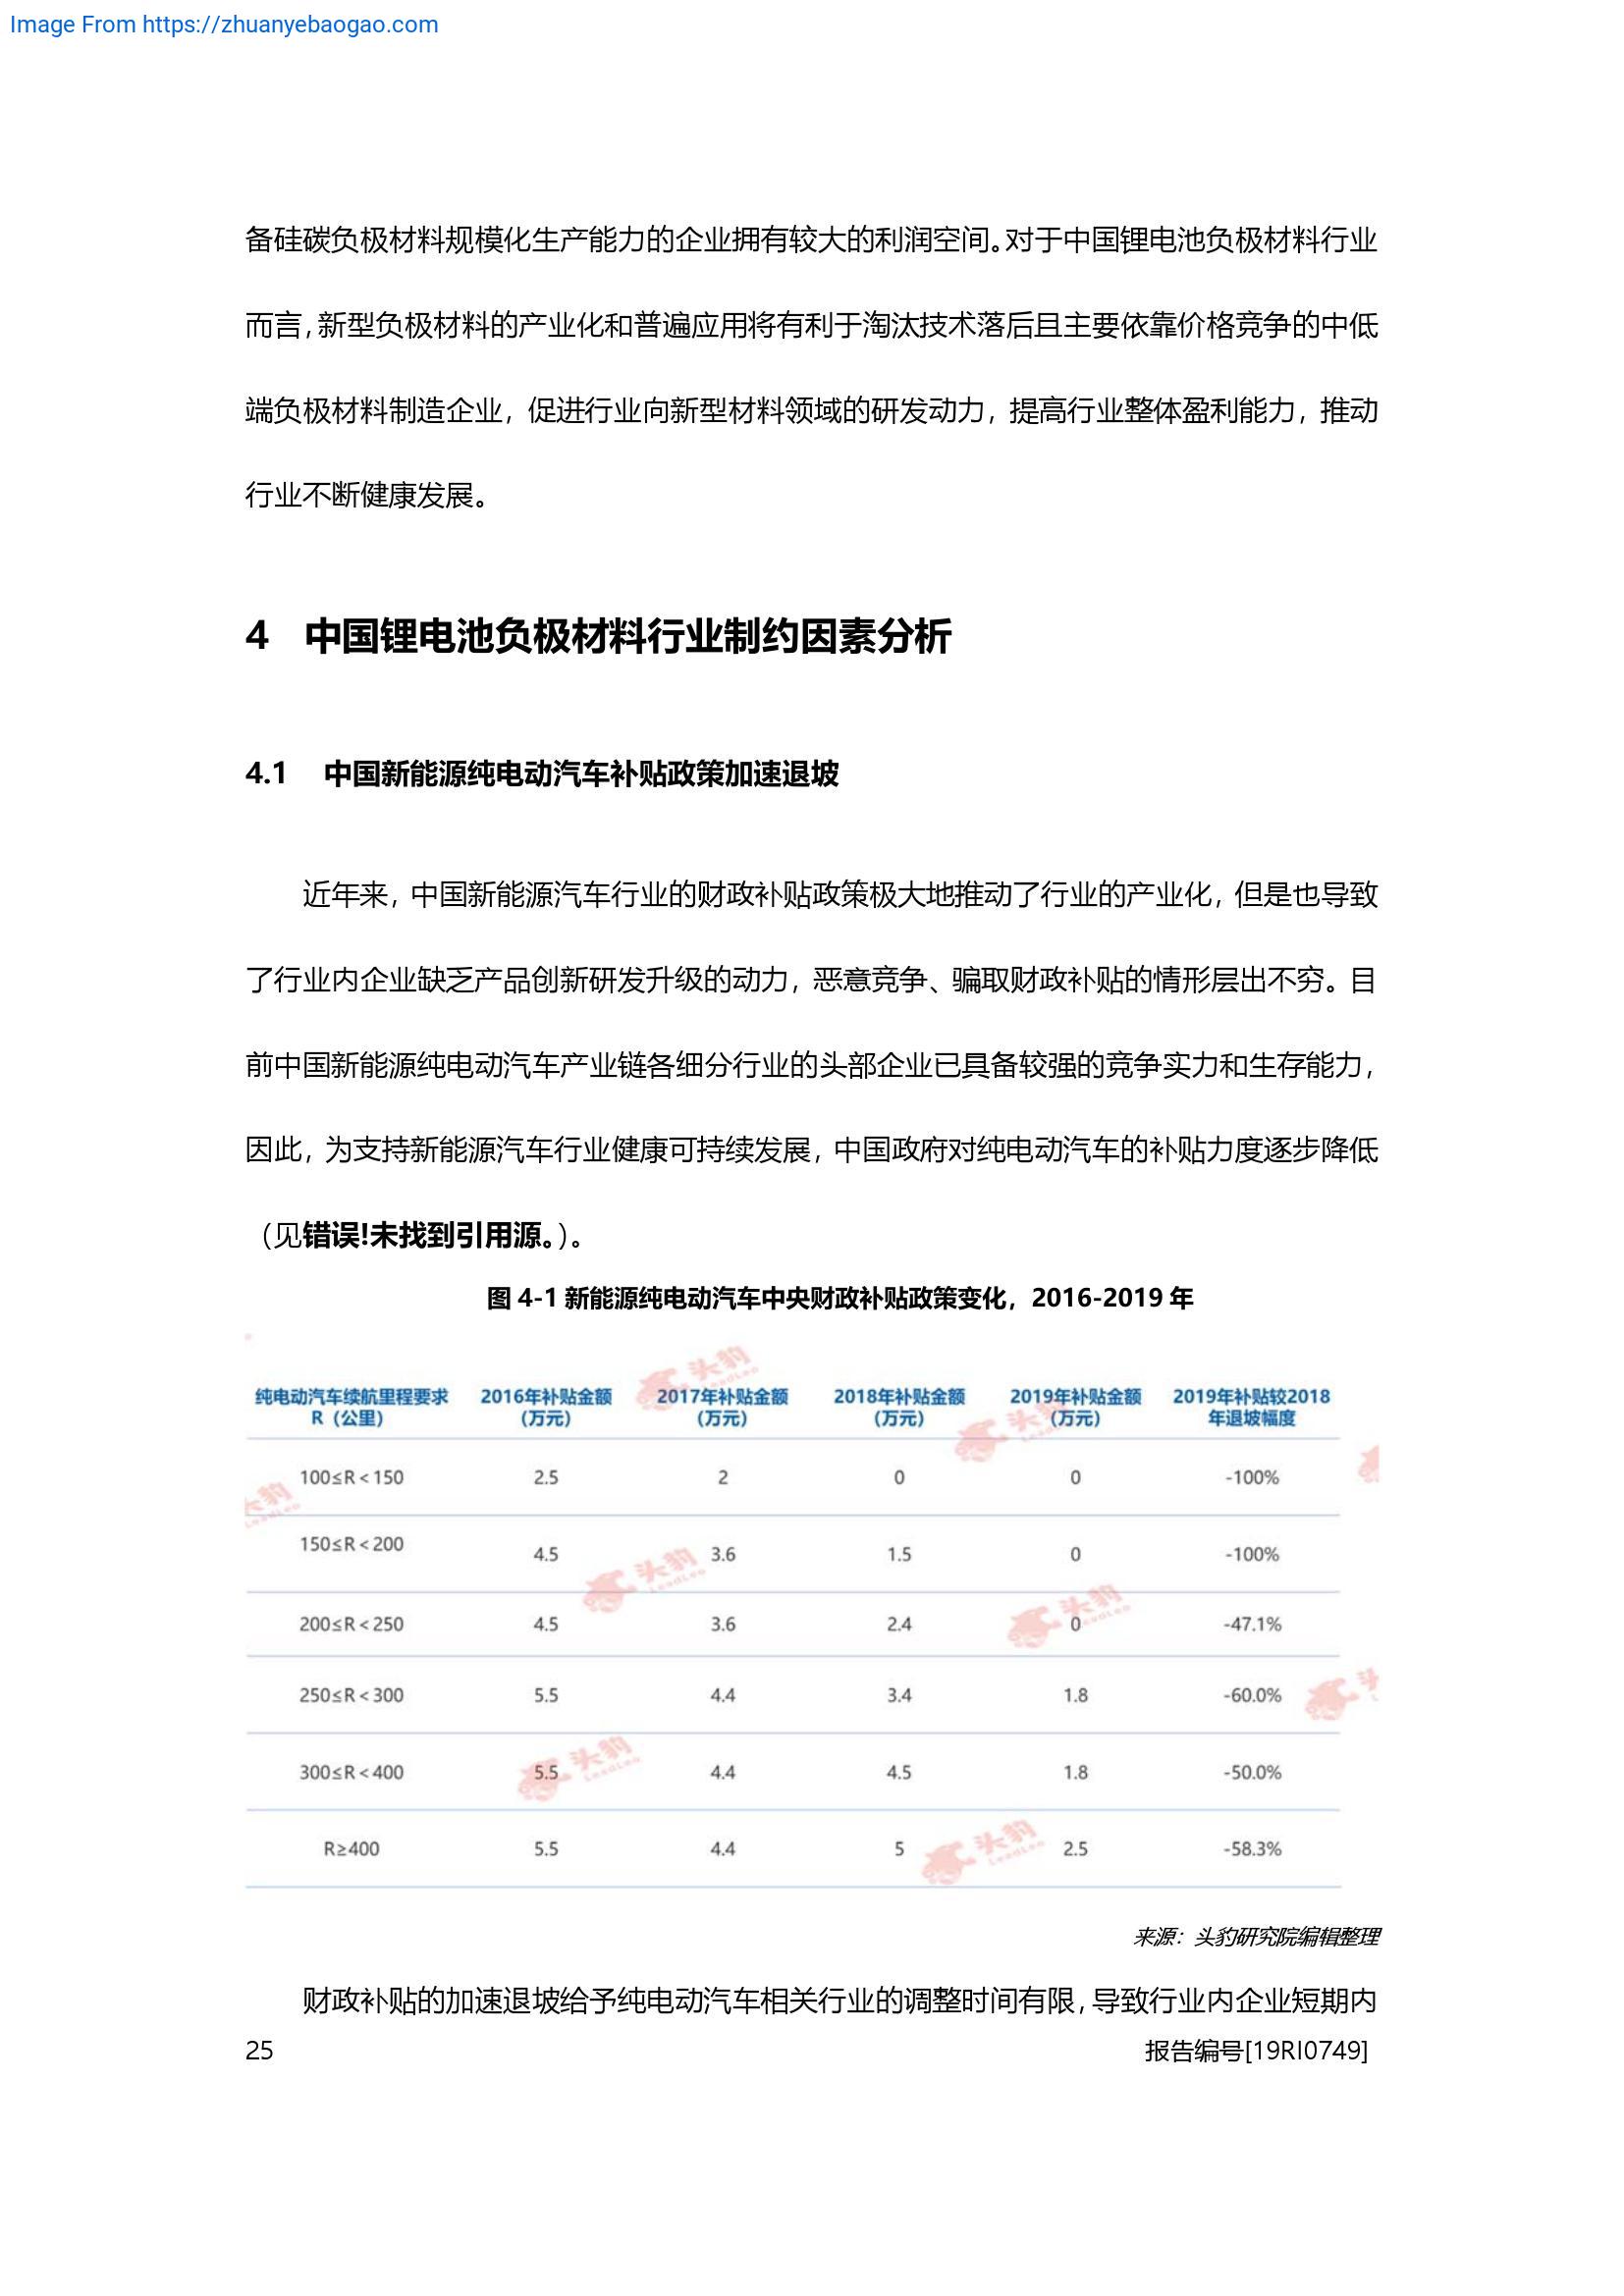 Image From https://zhuanyebaogao.com
备硅碳负极材料规模化生产能力的企业拥有较大的利润空间。对于中国锂电池负极材料行业
而言，新型负极材料的产业化和普遍应用将有利于淘汰技术落后且主要依靠价格竞争的中低
端负极材料制造企业，促进行业向新型材料领域的研发动力，提高行业整体盈利能力，推动
行业不断健康发展。
4 中国锂电池负极材料行业制约因素分析
4.1 中国新能源纯电动汽车补贴政策加速退坡
近年来，中国新能源汽车行业的财政补贴政策极大地推动了行业的产业化，但是也导致
了行业内企业缺乏产品创新研发升级的动力，恶意竞争、骗取财政补贴的情形层出不穷。目
前中国新能源纯电动汽车产业链各细分行业的头部企业已具备较强的竞争实力和生存能力，
因此，为支持新能源汽车行业健康可持续发展，中国政府对纯电动汽车的补贴力度逐步降低
（见错误!未找到引用源。）。
图 4-1 新能源纯电动汽车中央财政补贴政策变化，2016-2019 年
纯电动汽车续航里程要求 2016年补贴金额 2017年补贴金额 2018年补贴金额 2019年补贴金额 2019年补贴较2018
R（公里） （万元） （万元） （万元） （万元） 年退坡幅度
100≤R＜150 2.5 2 0 0 -100%
150≤R＜200 4.5 3.6 1.5 0 -100%
200≤R＜250 4.5 3.6 2.4 0 -47.1%
250≤R＜300 5.5 4.4 3.4 1.8 -60.0%
300≤R＜400 5.5 4.4 4.5 1.8 -50.0%
R≥400 5.5 4.4 5 2.5 -58.3%
头豹
LeadLeo
来源：头豹研究院编辑整理
财政补贴的加速退坡给予纯电动汽车相关行业的调整时间有限，导致行业内企业短期内
25 报告编号[19RI0749]